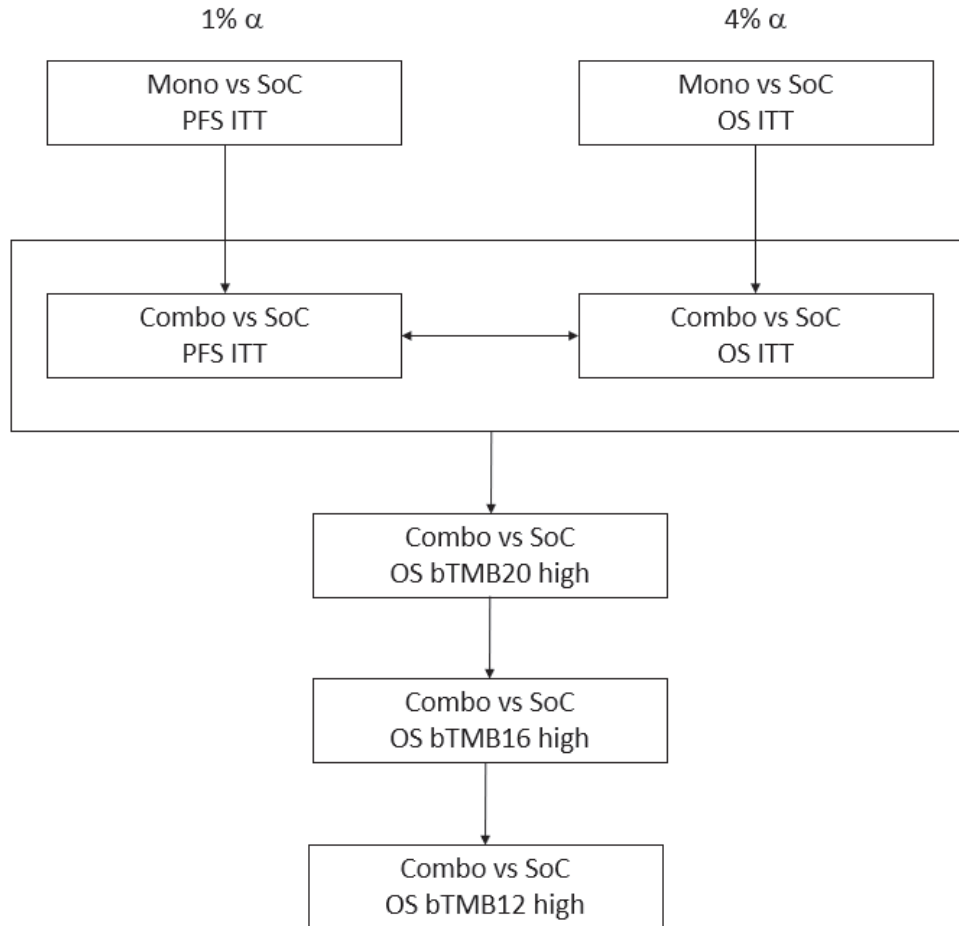 1% α
4% α
Mono vs SoC
PFS ITT
Mono vs SoC
OS ITT
Combo vs SoC
PFS ITT
Combo vs SoC
OS ITT
Combo vs SoC
OS bTMB20 high
Combo vs SoC
OS bTMB16 high
Combo vs SoC
OS bTMB12 high